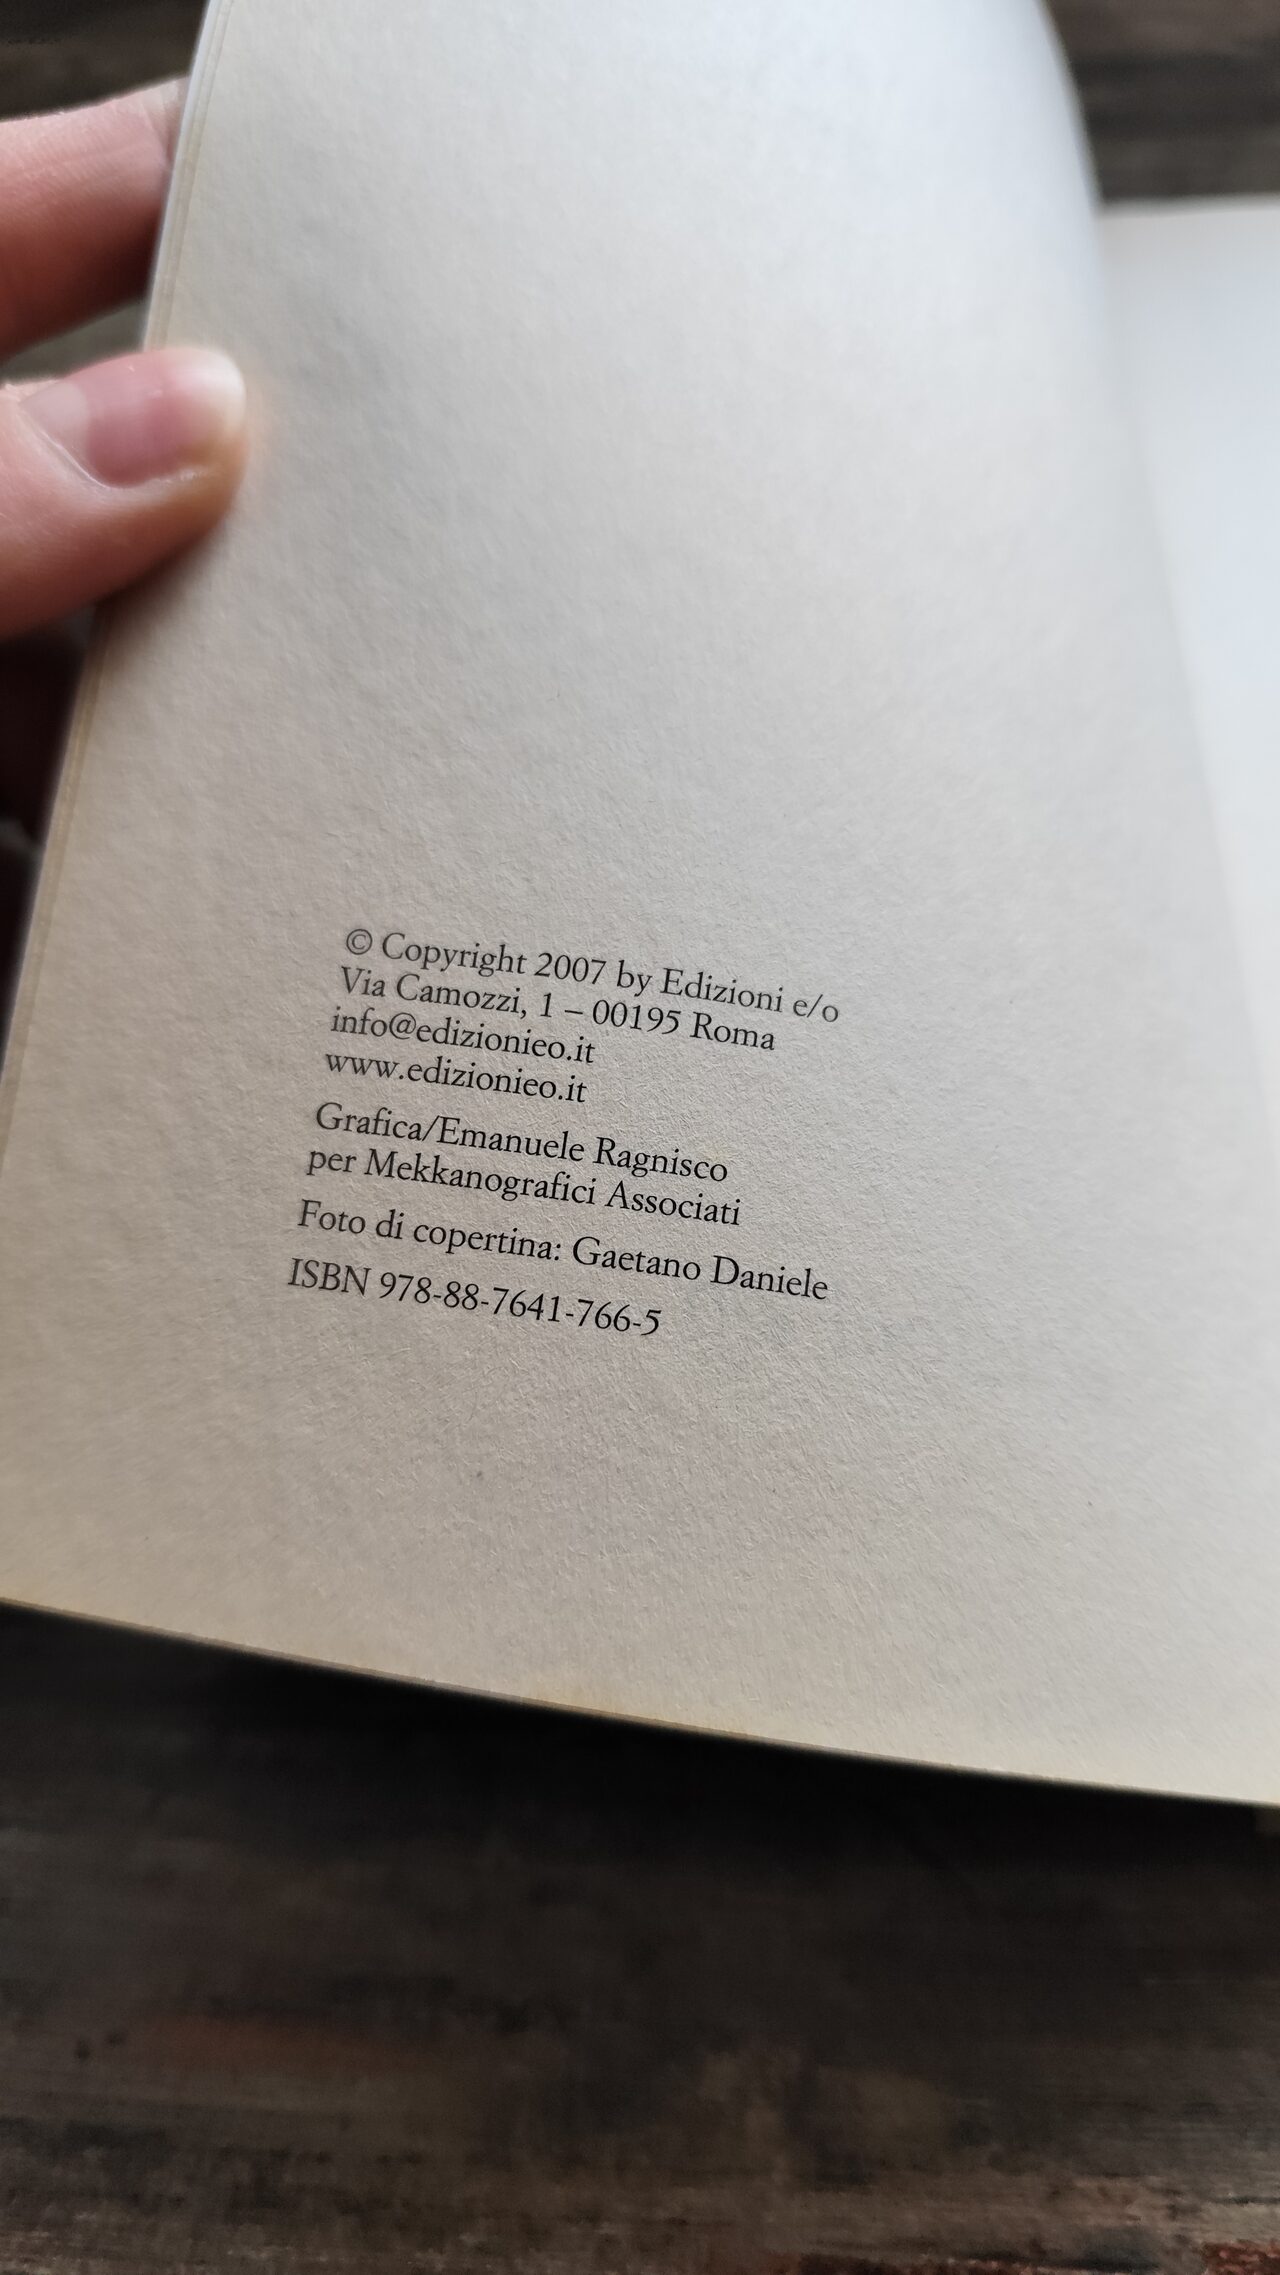 © Copyright 2007 by Edizioni e/o
Via Camozzi, 1 – 00195 Roma
info@edizionieo.it
www.edizionieo.it
Grafica/Emanuele Ragnisco
per Mekkanografici Associati
Foto di copertina: Gaetano Daniele
ISBN 978-88-7641-766-5